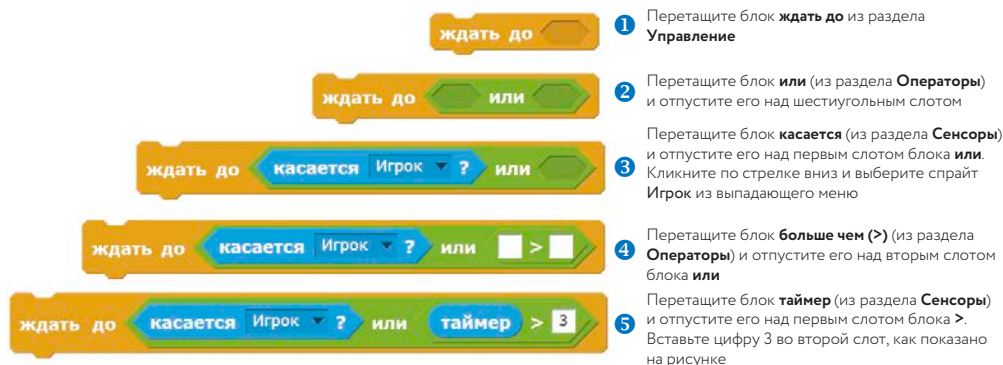 ждать до
1 Перетащите блок ждать до из раздела
Управление
ждать до или
2 Перетащите блок или (из раздела Операторы)
и отпустите его над шестиугольным слотом
ждать до касается Игрок ? или
3 Перетащите блок касается (из раздела Сенсоры)
и отпустите его над первым слотом блока или.
Кликните по стрелке вниз и выберите спрайт
Игрок из выпадающего меню
ждать до касается Игрок ? или >
4 Перетащите блок больше чем (>) (из раздела
Операторы) и отпустите его над вторым слотом
блока или
ждать до касается Игрок ? или таймер > 3
5 Перетащите блок таймер (из раздела Сенсоры)
и отпустите его над первым слотом блока >.
Вставьте цифру 3 во второй слот, как показано
на рисунке